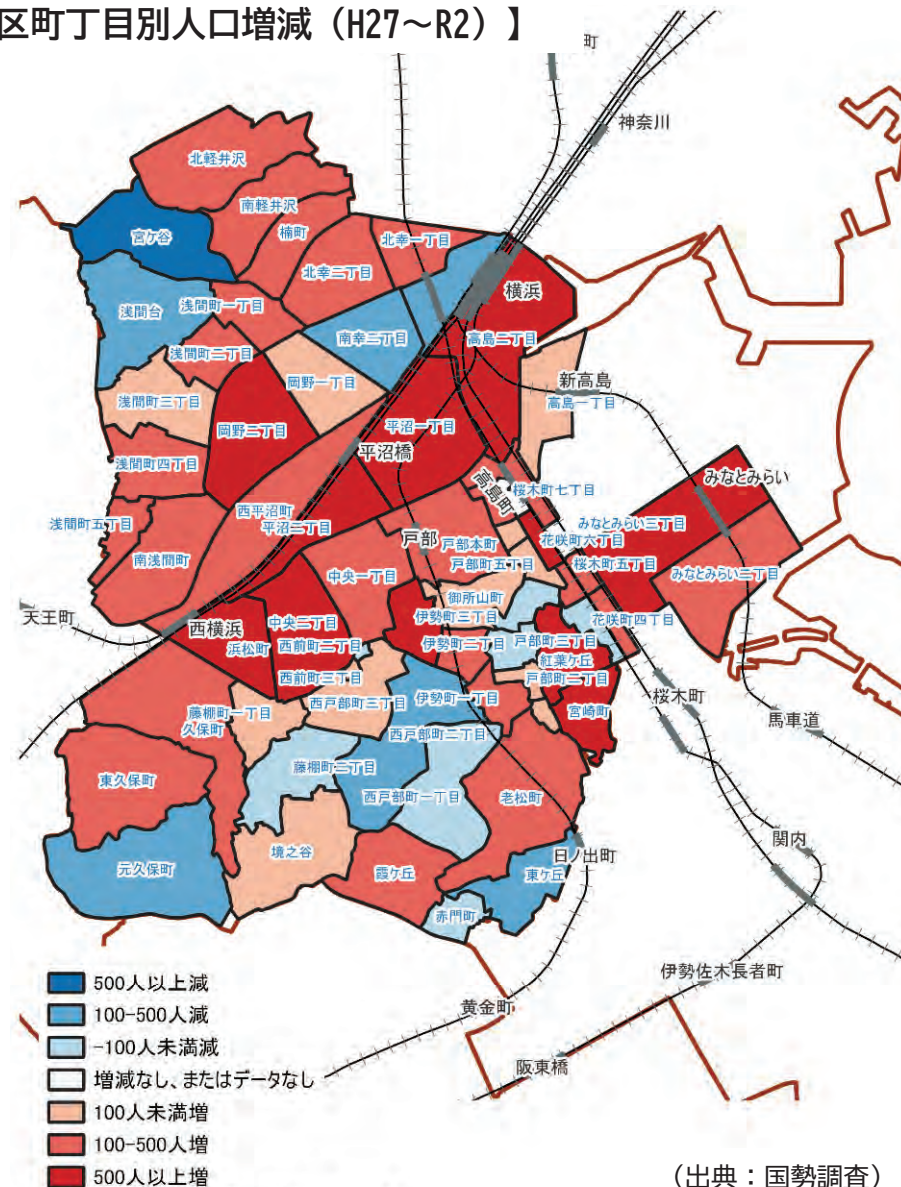 区町丁目別人口増減（H27～R2）】
町
神奈川
北軽井沢
南軽井沢
楠町
宮ケ谷
北幸一丁目
北幸二丁目
横浜
浅間台
浅間町一丁目
南幸二丁目
高島二丁目
浅間町二丁目
岡野一丁目
新高島
浅間町三丁目
高島一丁目
岡野二丁目
平沼一丁目
平沼橋
浅間町四丁目
みなとみらい
高島町
桜木町七丁目
西平沼町
浅間町五丁目
平沼二丁目
みなとみらい三丁目
戸部
花咲町六丁目
戸部本町
南浅間町
戸部町五丁目
桜木町五丁目
中央一丁目
みなとみらい二丁目
御所山町
天王町
伊勢町三丁目
花咲町四丁目
西横浜
中央二丁目
浜松町
西前町二丁目
伊勢町二丁目
戸部町三丁目
紅葉ケ丘
西前町三丁目
戸部町二丁目
藤棚町一丁目
西戸部町三丁目
伊勢町一丁目
宮崎町
桜木町
久保町
馬車道
西戸部町二丁目
藤棚町二丁目
東久保町
西戸部町一丁目
老松町
関内
境之谷
日ノ出町
元久保町
霞ケ丘
東ケ丘
赤門町
伊勢佐木長者町
黄金町
阪東橋
500人以上減
100-500人減
-100人未満減
増減なし、またはデータなし
100人未満増
100-500人増
500人以上増
（出典：国勢調査）